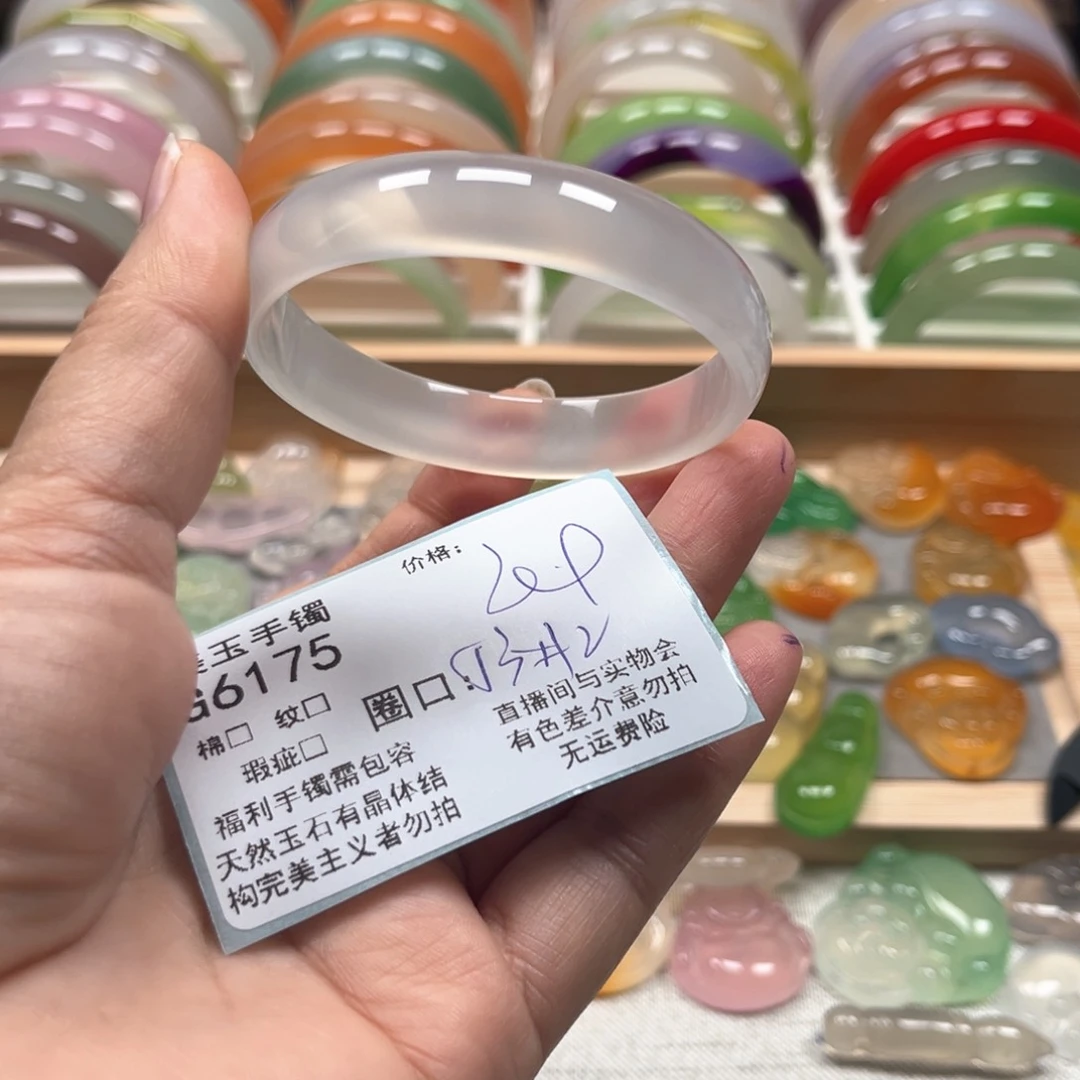 价格:
玉手镯
G6175
圈口:
棉□ 纹□
瑕疵□
直播间与实物会
有色差介意勿拍
无运费险
福利手镯需包容
天然玉石有晶体结
构完美主义者勿拍